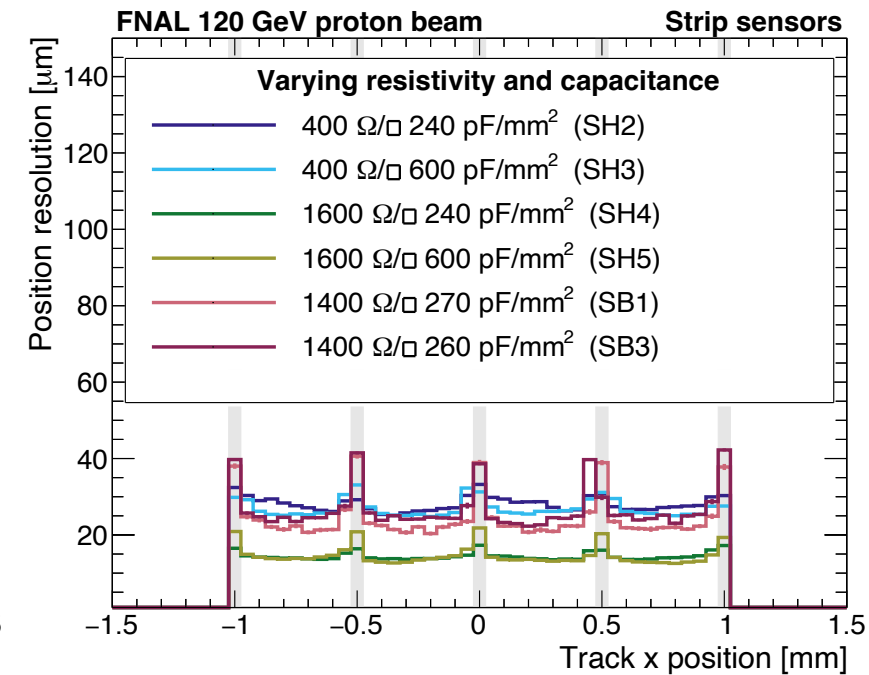 FNAL 120 GeV proton beam Strip sensors
Position resolution [μm]
Varying resistivity and capacitance
400 Ω/□ 240 pF/mm² (SH2)
400 Ω/□ 600 pF/mm² (SH3)
1600 Ω/□ 240 pF/mm² (SH4)
1600 Ω/□ 600 pF/mm² (SH5)
1400 Ω/□ 270 pF/mm² (SB1)
1400 Ω/□ 260 pF/mm² (SB3)
140
120
100
80
60
40
20
−1.5 −1 −0.5 0 0.5 1 1.5
Track x position [mm]